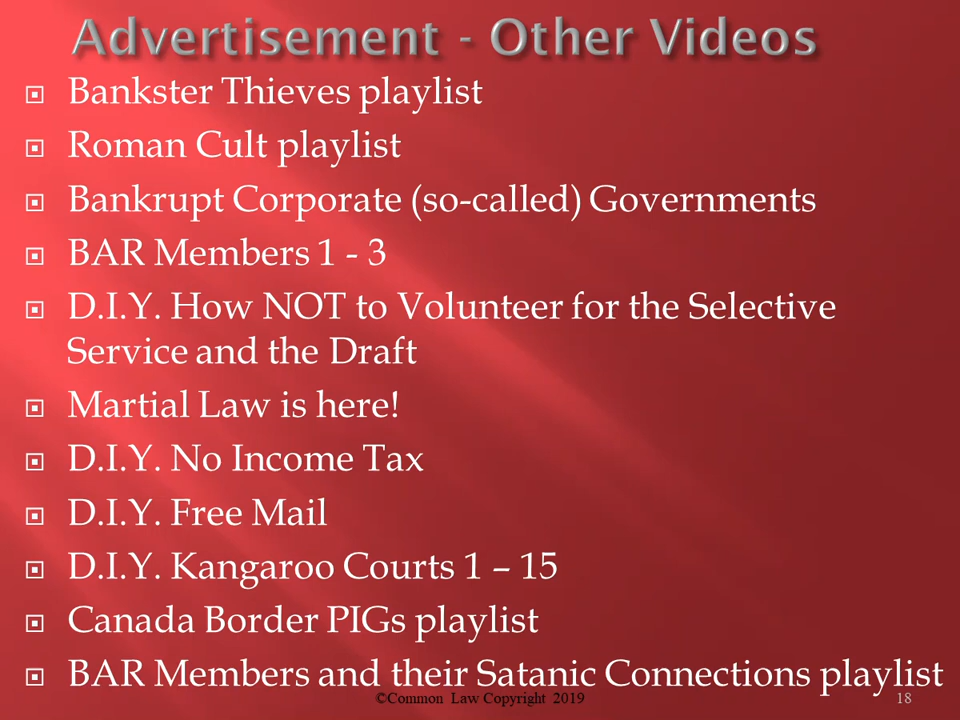 Advertisement - Other Videos
Bankster Thieves playlist
Roman Cult playlist
Bankrupt Corporate (so-called) Governments
BAR Members 1 - 3
D.I.Y. How NOT to Volunteer for the Selective
Service and the Draft
Martial Law is here!
D.I.Y. No Income Tax
D.I.Y. Free Mail
D.I.Y. Kangaroo Courts 1 – 15
Canada Border PIGs playlist
BAR Members and their Satanic Connections playlist
©Common Law Copyright 2019
18